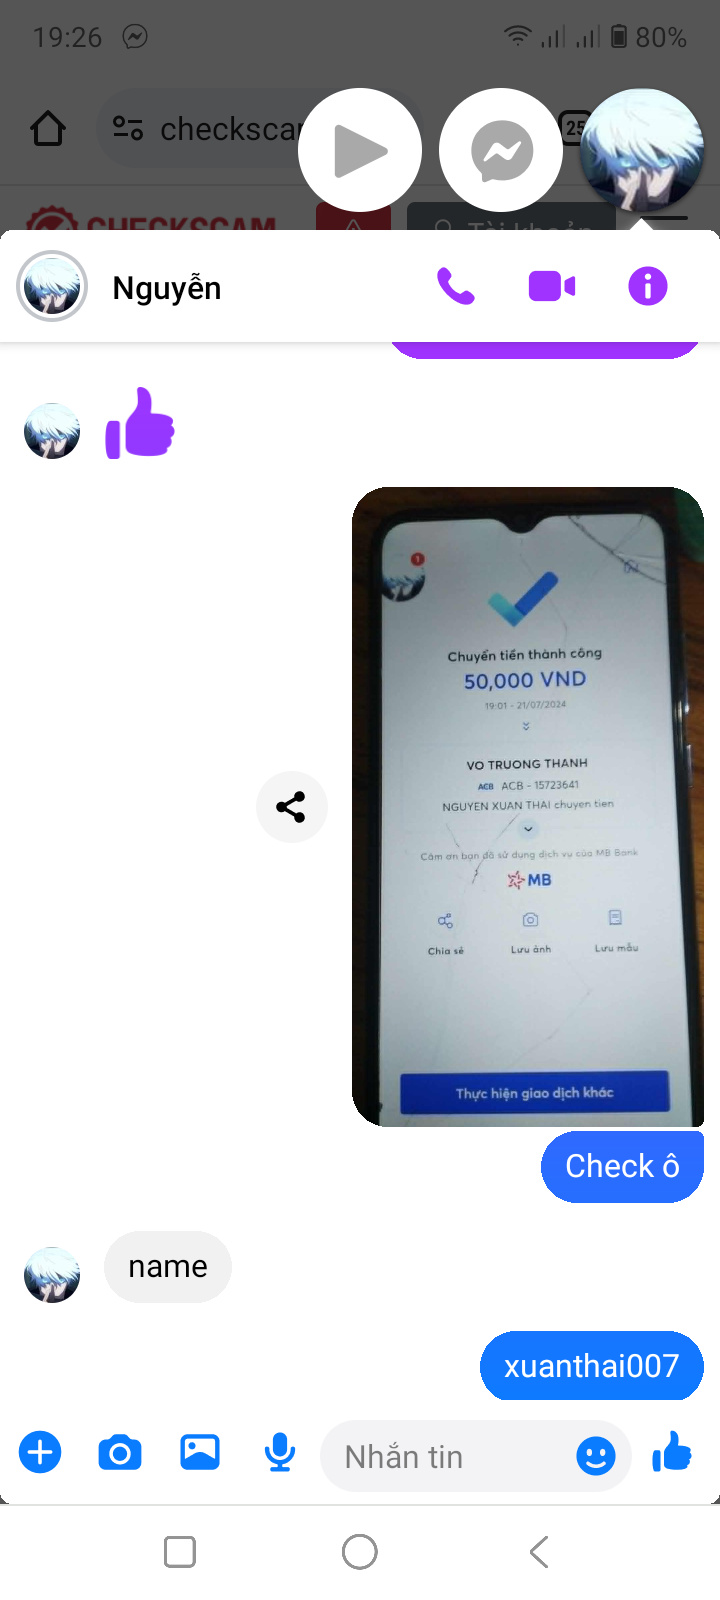 19:26
80%
checkscam
25
CHECKSCAM
Tài khoản
Nguyễn
1
Chuyển tiền thành công
50,000 VND
19:01 - 21/07/2024
VO TRUONG THANH
ACB ACB - 15723641
NGUYEN XUAN THAI chuyen tien
Cảm ơn bạn đã sử dụng dịch vụ của MB Bank
MB
Chia sẻ
Lưu ảnh
Lưu mẫu
Thực hiện giao dịch khác
Check ô
name
xuanthai007
Nhắn tin